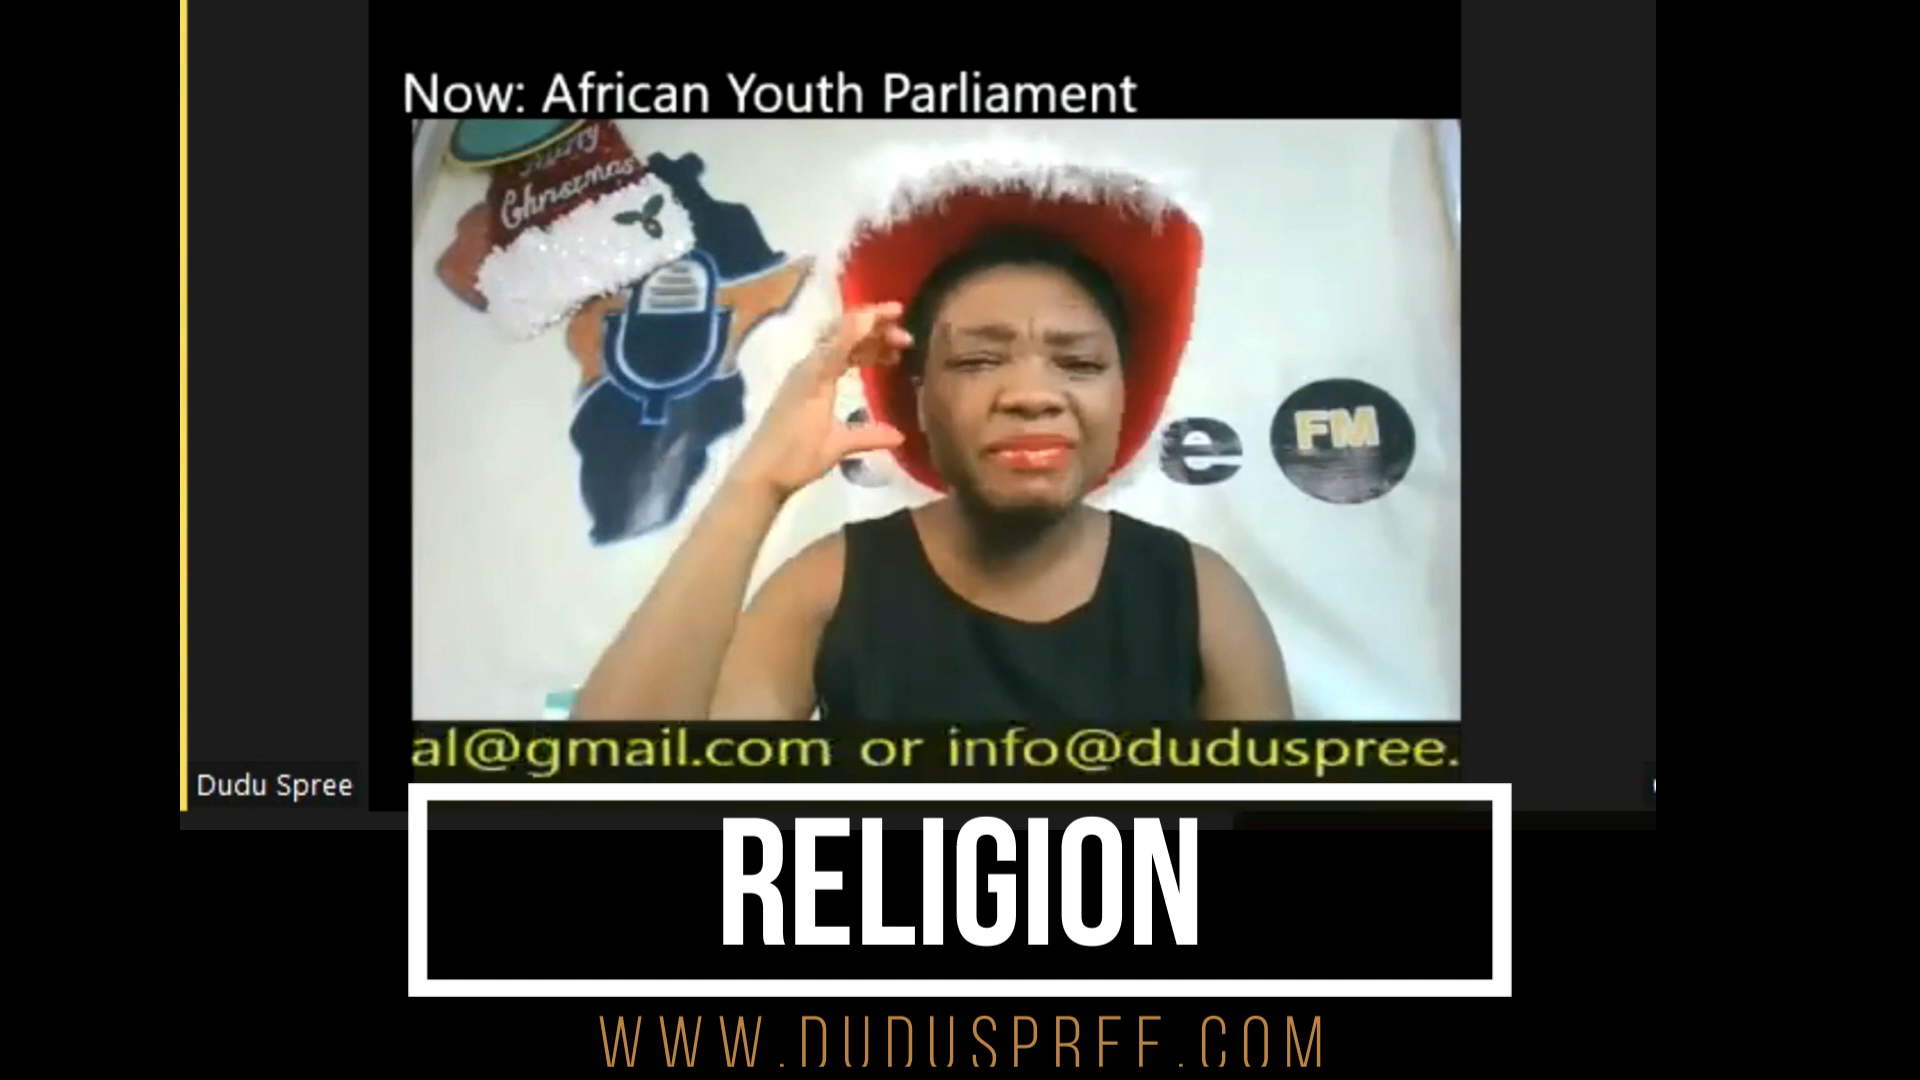 Now: African Youth Parliament
Merry
Christmas
e
FM
al@gmail.com or info@duduspree.
Dudu Spree
RELIGION
WWW.DUDUSPREE.COM